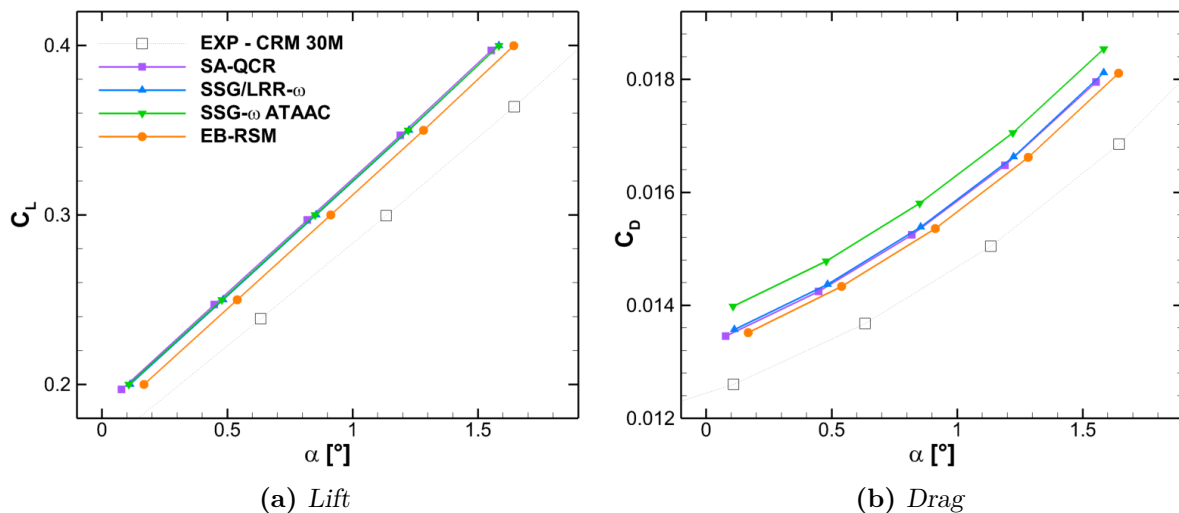 EXP - CRM 30M
SA-QCR
SSG/LRR-ω
SSG-ω ATAAC
EB-RSM
0.4
0.3
0.2
C_L
0
0.5
1
1.5
α [°]
(a) Lift
0.018
0.016
0.014
0.012
C_D
0
0.5
1
1.5
α [°]
(b) Drag